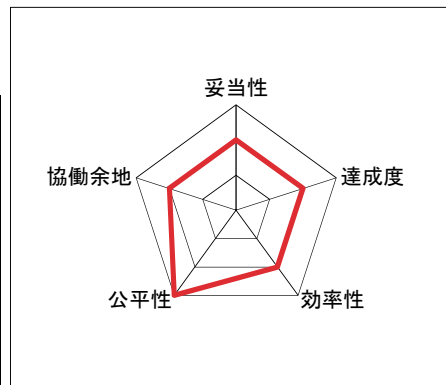 妥当性
協働余地
達成度
公平性
効率性